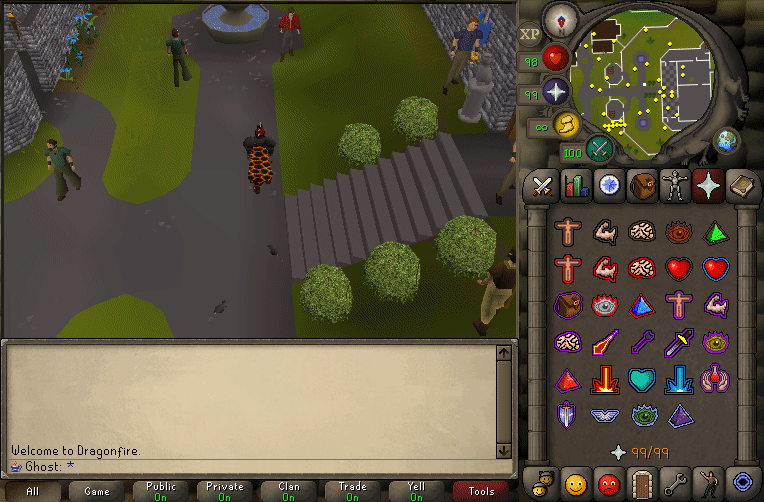 XP
98
99
∞
100
99/99
Welcome to Dragonfire.
Ghost: *
All
Game
Public
On
Private
On
Clan
On
Trade
On
Yell
On
Tools